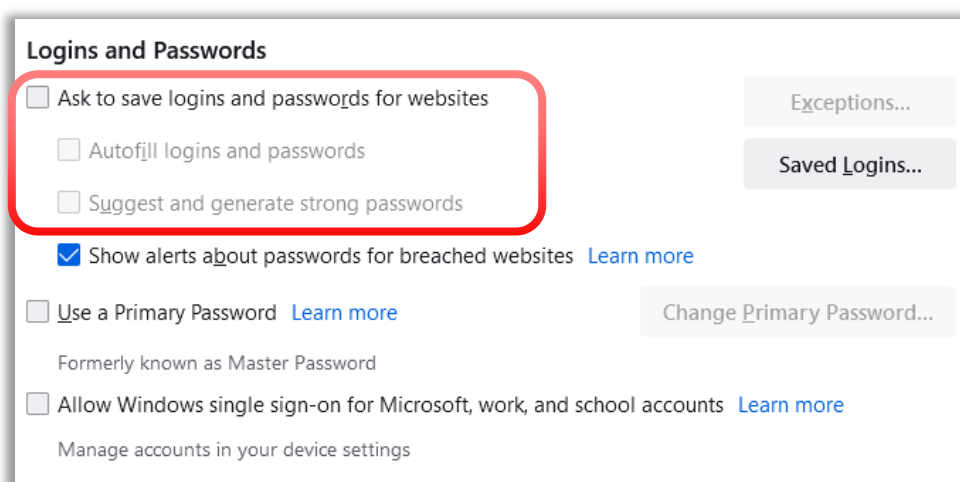 Logins and Passwords
Ask to save logins and passwords for websites
Exceptions...
Autofill logins and passwords
Saved Logins...
Suggest and generate strong passwords
Show alerts about passwords for breached websites Learn more
Use a Primary Password Learn more
Change Primary Password...
Formerly known as Master Password
Allow Windows single sign-on for Microsoft, work, and school accounts Learn more
Manage accounts in your device settings